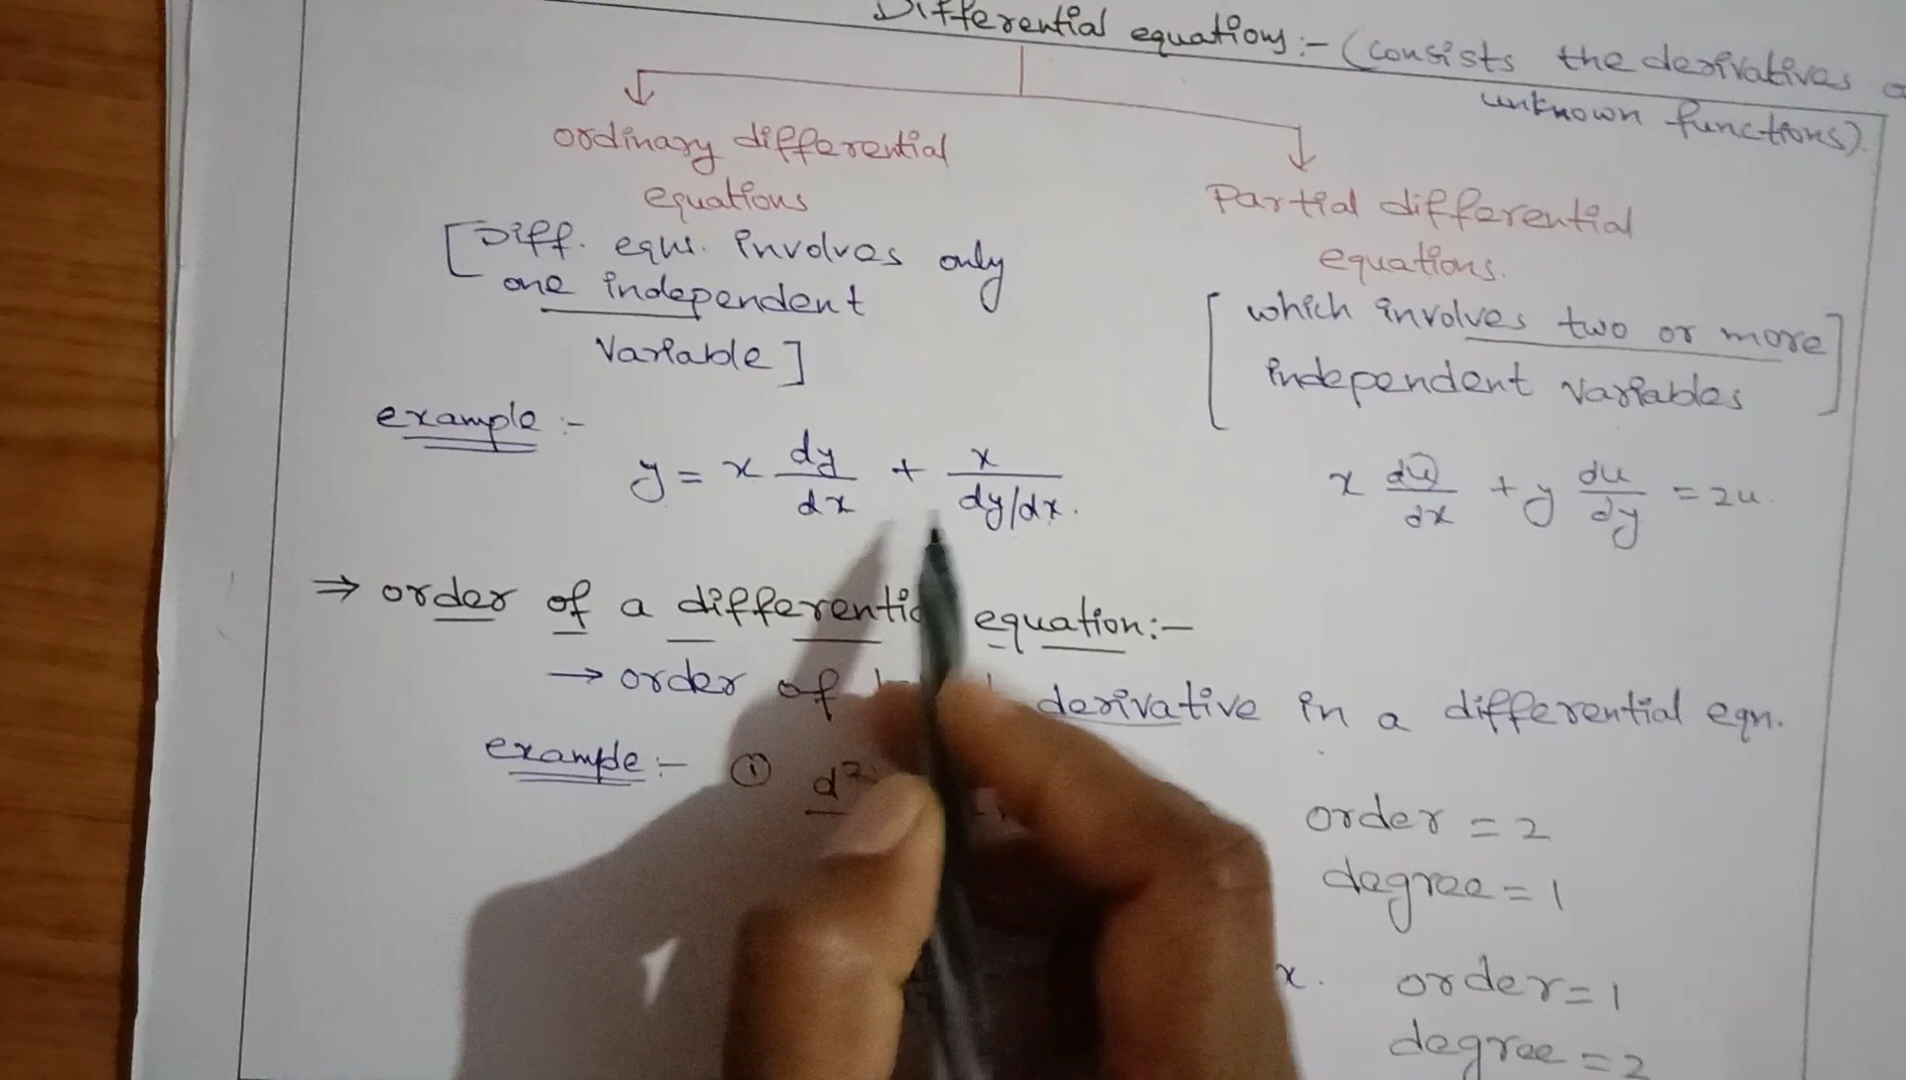 Differential equations :- (consists the derivatives
unknown functions).
ordinary differential
equations
[Diff. eqns. involves only
one independent
variable]
Partial differential
equations.
[which involves two or more]
independent variables
example :-
y = x dy/dx + x/(dy/dx).
x du/dx + y du/dy = 2u.
⇒ order of a differential equation:-
→ order of derivative in a differential eqn.
example :- ① d²
order = 2
degree = 1
x. order = 1
degree = 2